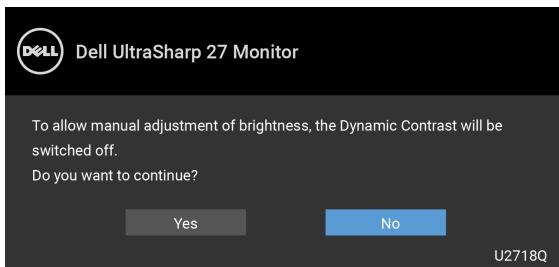 DELL
Dell UltraSharp 27 Monitor
To allow manual adjustment of brightness, the Dynamic Contrast will be
switched off.
Do you want to continue?
Yes
No
U2718Q